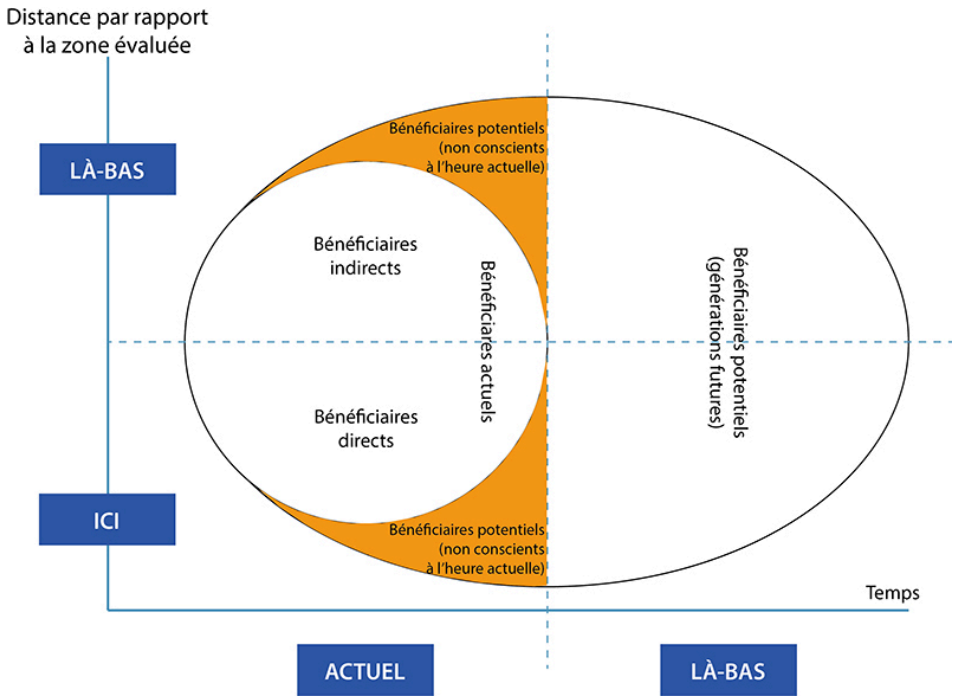 Distance par rapport
à la zone évaluée
LÀ-BAS
Bénéficiaires potentiels
(non conscients
à l'heure actuelle)
Bénéficiaires
indirects
Bénéficiares actuels
Bénéficiaires potentiels
(générations futures)
Bénéficiaires
directs
ICI
Bénéficiaires potentiels
(non conscients
à l'heure actuelle)
Temps
ACTUEL
LÀ-BAS